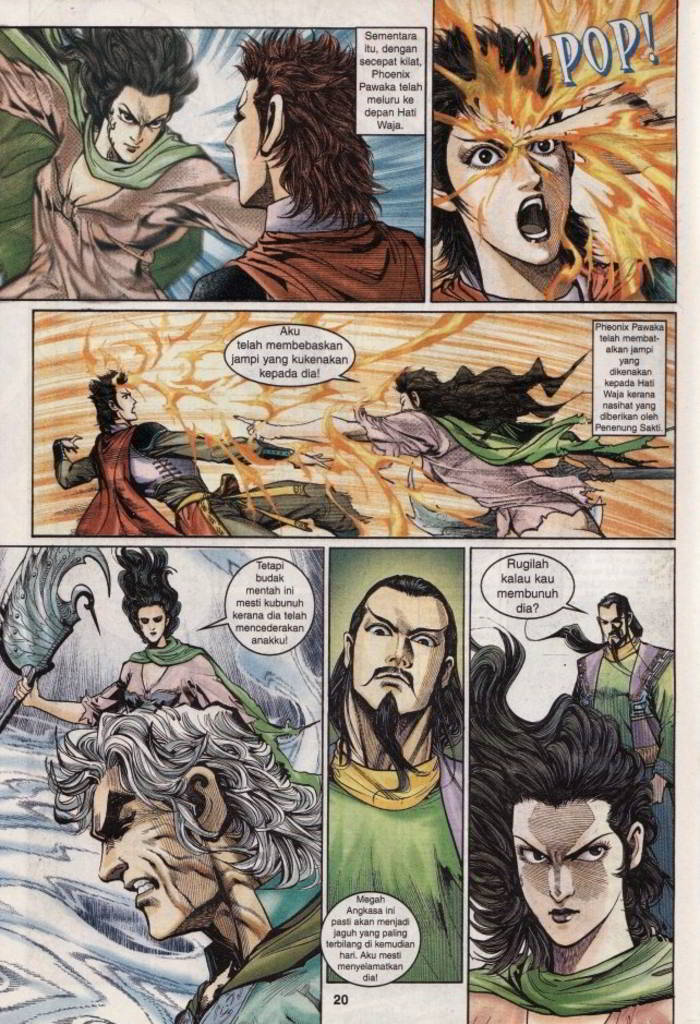 Sementara
itu, dengan
secepat kilat,
Phoenix
Pawaka telah
meluru ke
depan Hati
Waja.
POP!
Aku
telah membebaskan
jampi yang kukenakan
kepada dia!
Pheonix Pawaka
telah membat-
alkan jampi
yang
dikenakan
kepada Hati
Waja kerana
nasihat yang
diberikan oleh
Penenung Sakti.
Tetapi
budak
mentah ini
mesti kubunuh
kerana dia telah
mencederakan
anakku!
Megah
Angkasa ini
pasti akan menjadi
jaguh yang paling
terbilang di kemudian
hari. Aku mesti
menyelamatkan
dia!
Rugilah
kalau kau
membunuh
dia?
20